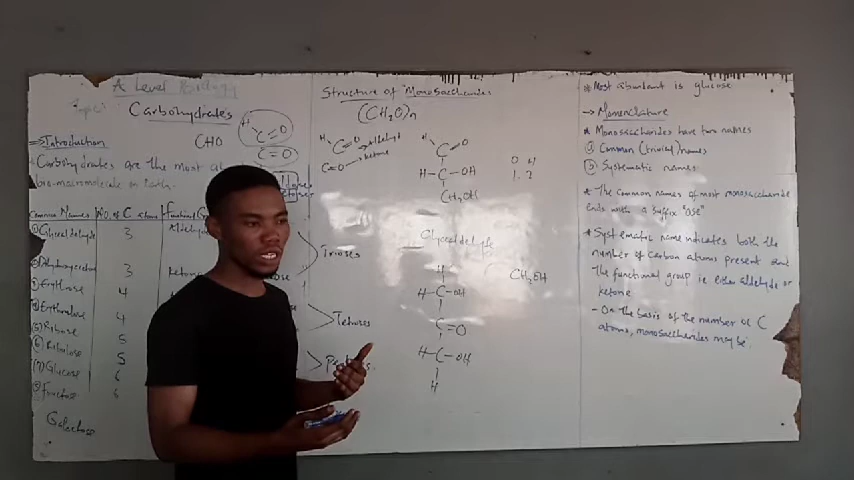 A Level Biology
Topic
Carbohydrates
CHO
H
C=O
C=O
⇒Introduction
* Carbohydrates are the most
bio-macromolecule on Earth.
Common Names No. of C atoms Functional
① Glyceraldehyde 3 Aldehyde
② Dihydroxyacetone 3 ketone
③ Erythrose 4
④ Erythrulose 4
⑤ Ribose 5
⑥ Ribulose 5
⑦ Glucose 6
⑧ Fructose 6
Galactose
Trioses
Tetroses
Structure of Monosaccharides
(CH₂O)n
H
C=O → aldehyde
C=O → ketone
H
C=O
H-C-OH
CH₂OH
O H
1:2
Glyceraldehyde
H
H-C-OH
C=O
H-C-OH
H
CH₂OH
* Most abundant is glucose
→ Nomenclature
* Monosaccharides have two names
① Common (trivial) names
② Systematic names
* The common names of most monosaccharide
ends with a suffix "ose"
* Systematic name indicates both the
number of Carbon atoms present and
the functional group i.e either aldehyde or
ketone
- On the basis of the number of C
atoms, monosaccharides may be